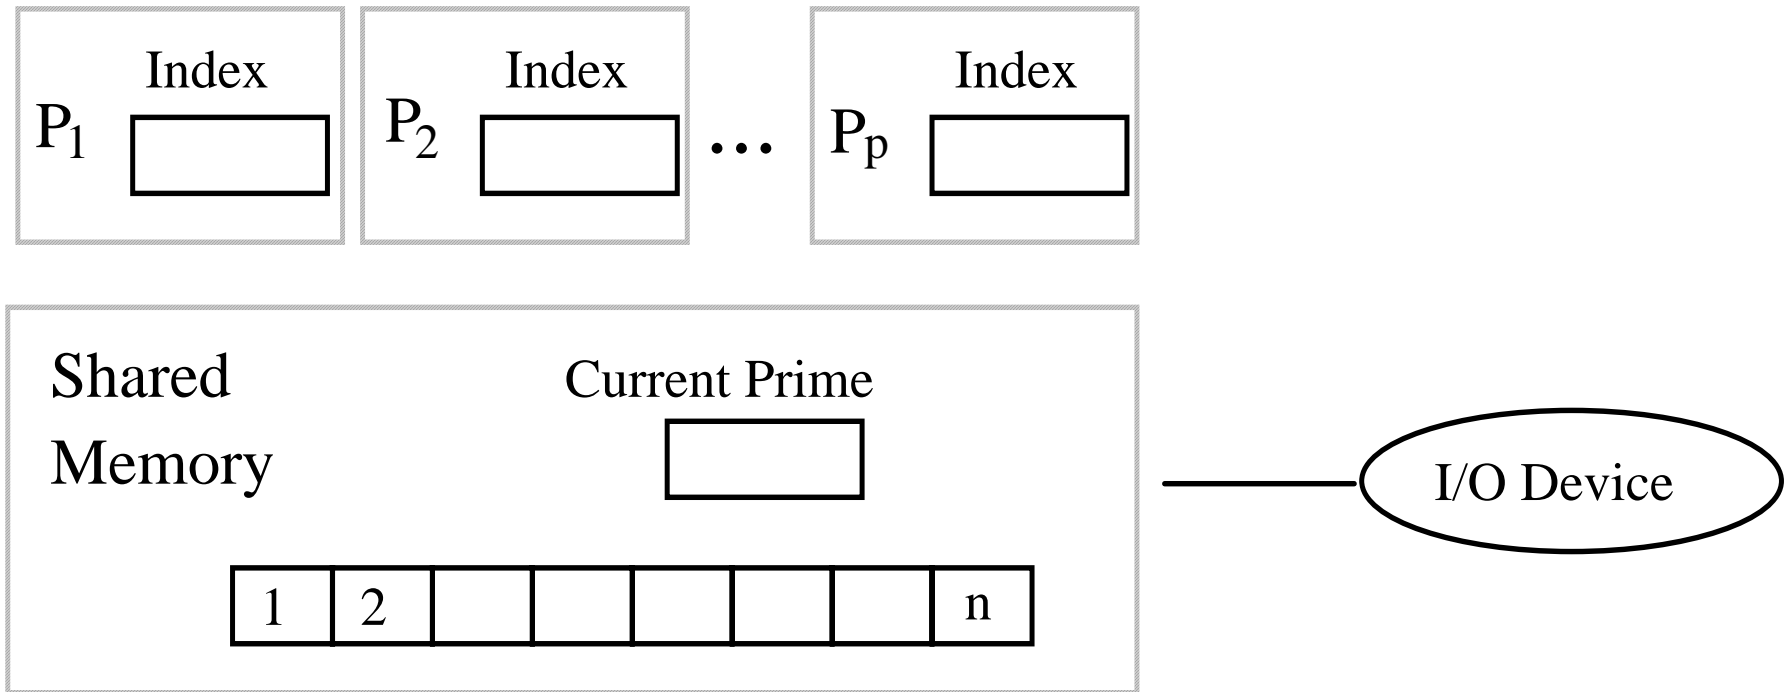 Index
P1
Index
P2
...
Index
Pp
Shared
Memory
Current Prime
1 2 n
I/O Device